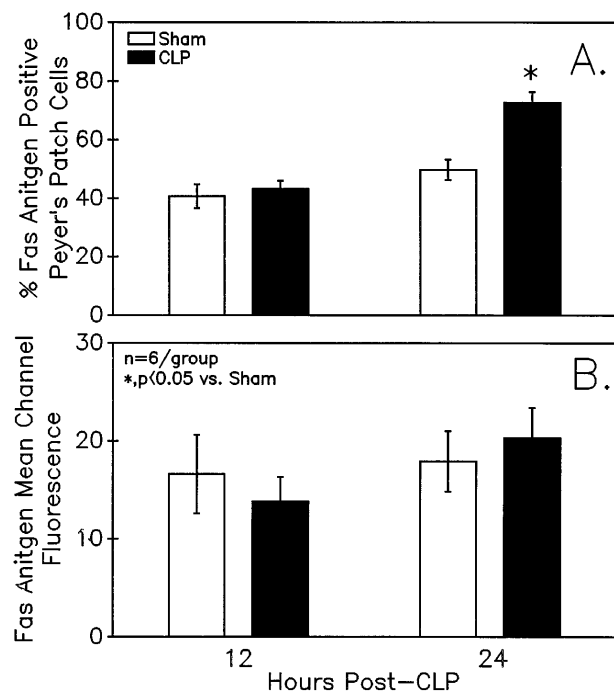 % Fas Anitgen Positive
Peyer's Patch Cells
100
80
60
40
20
0
Sham
CLP
*
A.
Fas Anitgen Mean Channel
Fluorescence
30
20
10
0
n=6/group
*,p<0.05 vs. Sham
B.
12
24
Hours Post-CLP